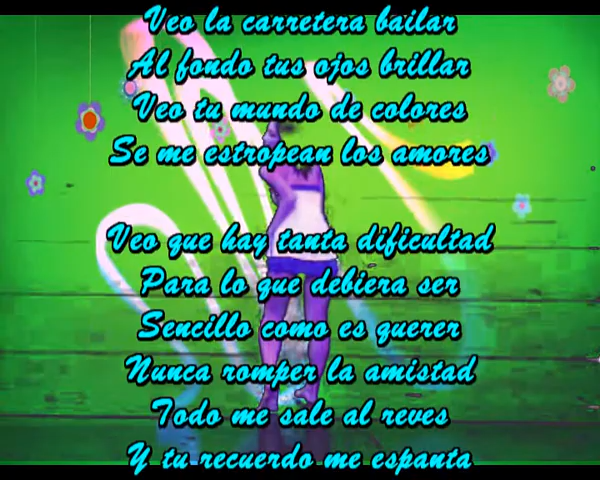 Veo la carretera bailar
Al fondo tus ojos brillar
Veo tu mundo de colores
Se me estropean los amores
Veo que hay tanta dificultad
Para lo que debiera ser
Sencillo como es querer
Nunca romper la amistad
Todo me sale al reves
Y tu recuerdo me espanta